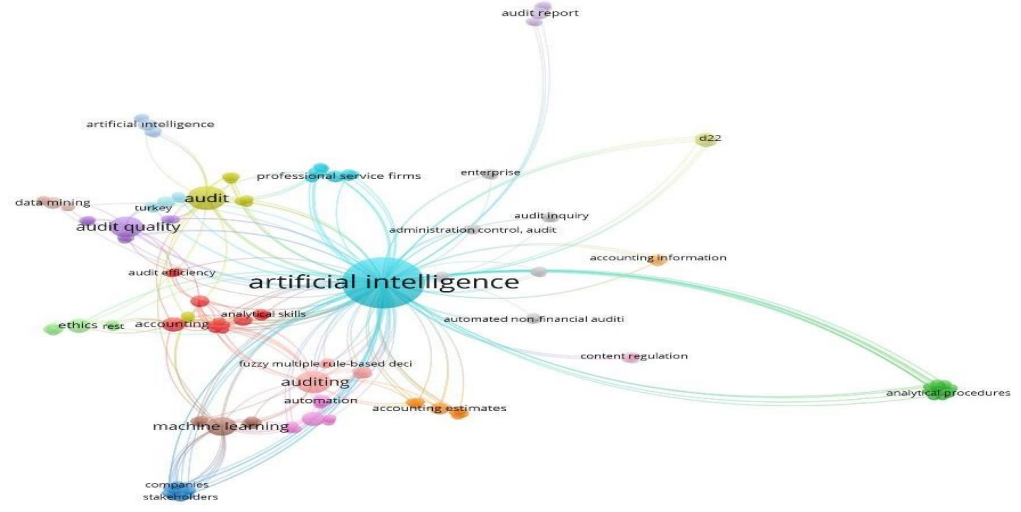 audit report
artificial intelligence
d22
professional service firms
enterprise
data mining
turkey
audit
audit inquiry
audit quality
administration control, audit
accounting information
audit efficiency
artificial intelligence
analytical skills
automated non-financial auditi
ethics
rest
accounting
content regulation
fuzzy multiple rule-based deci
auditing
analytical procedures
automation
accounting estimates
machine learning
companies
stakeholders